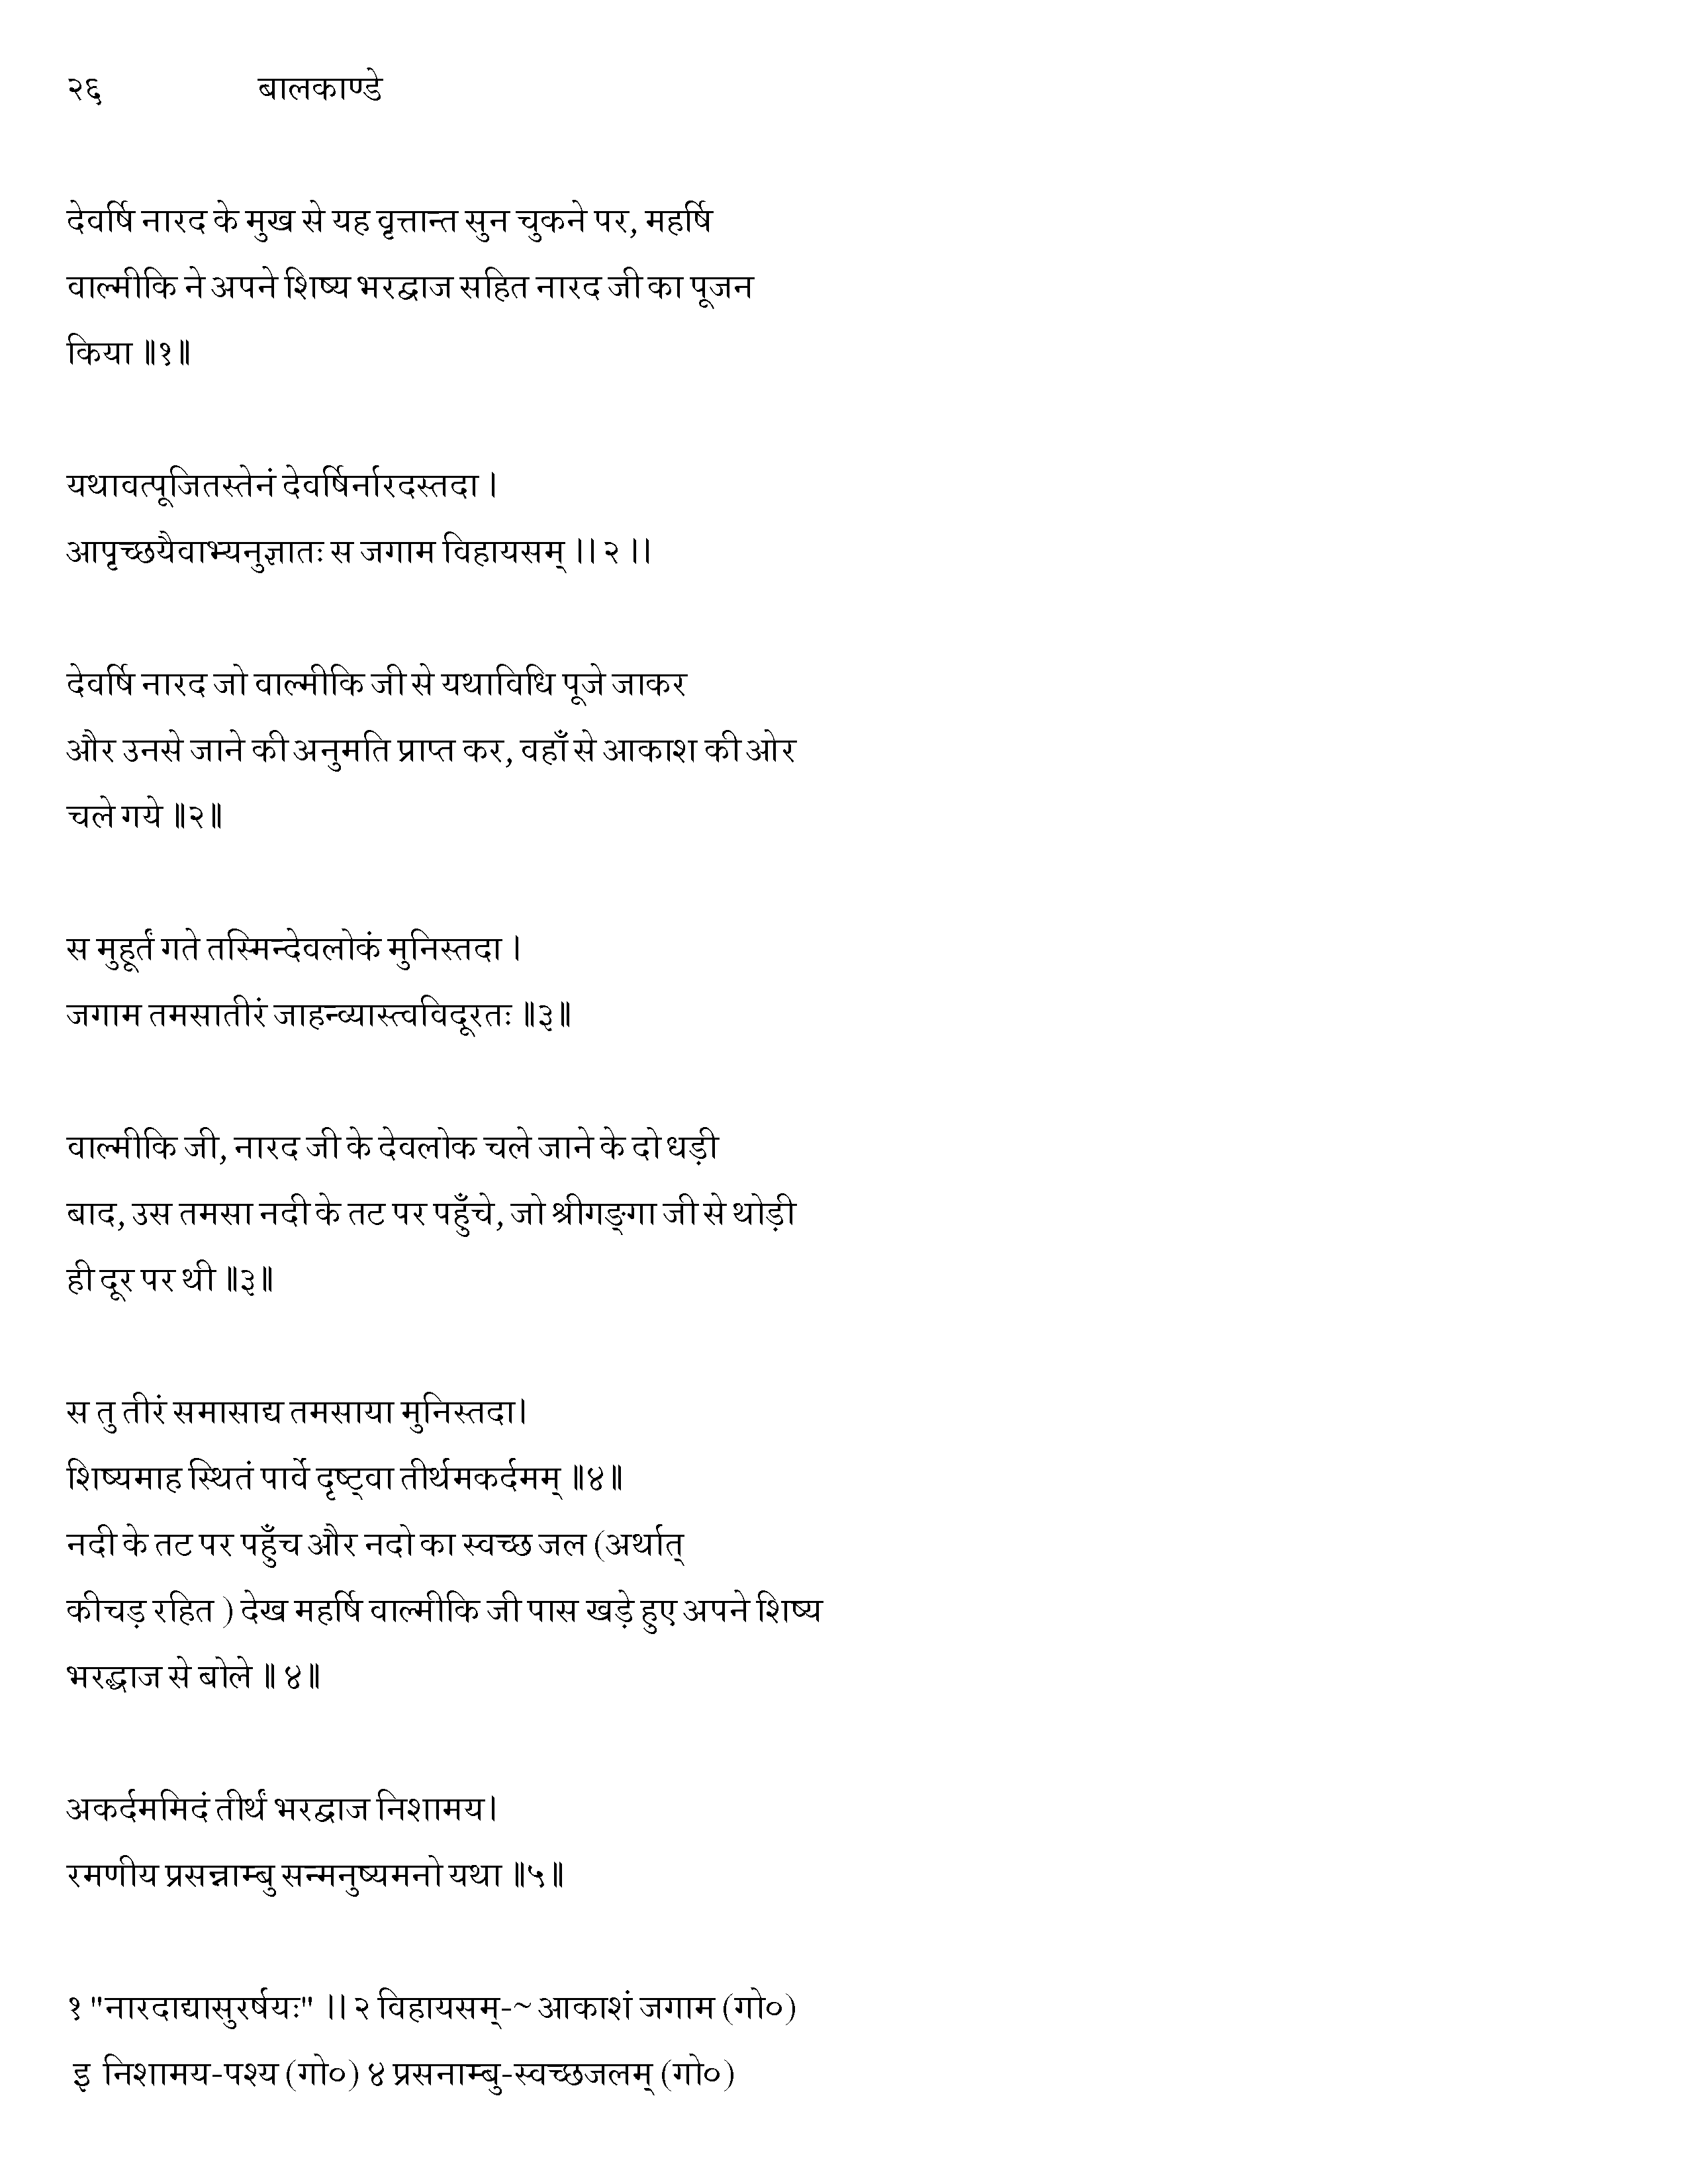 २६ बालकाण्डे
देवर्षि नारद के मुख से यह वृत्तान्त सुन चुकने पर, महर्षि
वाल्मीकि ने अपने शिष्य भरद्वाज सहित नारद जी का पूजन
किया ॥१॥
यथावत्पूजितस्तेनं देवर्षिर्नारदस्तदा ।
आपृच्छयैवाभ्यनुज्ञातः स जगाम विहायसम् ।। २ ।।
देवर्षि नारद जो वाल्मीकि जी से यथाविधि पूजे जाकर
और उनसे जाने की अनुमति प्राप्त कर, वहाँ से आकाश की ओर
चले गये ॥२॥
स मुहूर्तं गते तस्मिन्देवलोकं मुनिस्तदा ।
जगाम तमसातीरं जाहन्व्यास्त्वविदूरतः ॥३॥
वाल्मीकि जी, नारद जी के देवलोक चले जाने के दो धड़ी
बाद, उस तमसा नदी के तट पर पहुँचे, जो श्रीगङ्गा जी से थोड़ी
ही दूर पर थी ॥३॥
स तु तीरं समासाद्य तमसाया मुनिस्तदा।
शिष्यमाह स्थितं पार्वे दृष्ट्वा तीर्थमकर्दमम् ॥४॥
नदी के तट पर पहुँच और नदो का स्वच्छ जल (अर्थात्
कीचड़ रहित ) देख महर्षि वाल्मीकि जी पास खड़े हुए अपने शिष्य
भरद्धाज से बोले ॥ ४॥
अकर्दममिदं तीर्थं भरद्वाज निशामय।
रमणीय प्रसन्नाम्बु सन्मनुष्यमनो यथा ॥५॥
१ "नारदाद्यासुरर्षयः" ।। २ विहायसम्-~ आकाशं जगाम (गो०)
इ निशामय-पश्य (गो०) ४ प्रसनाम्बु-स्वच्छजलम् (गो०)